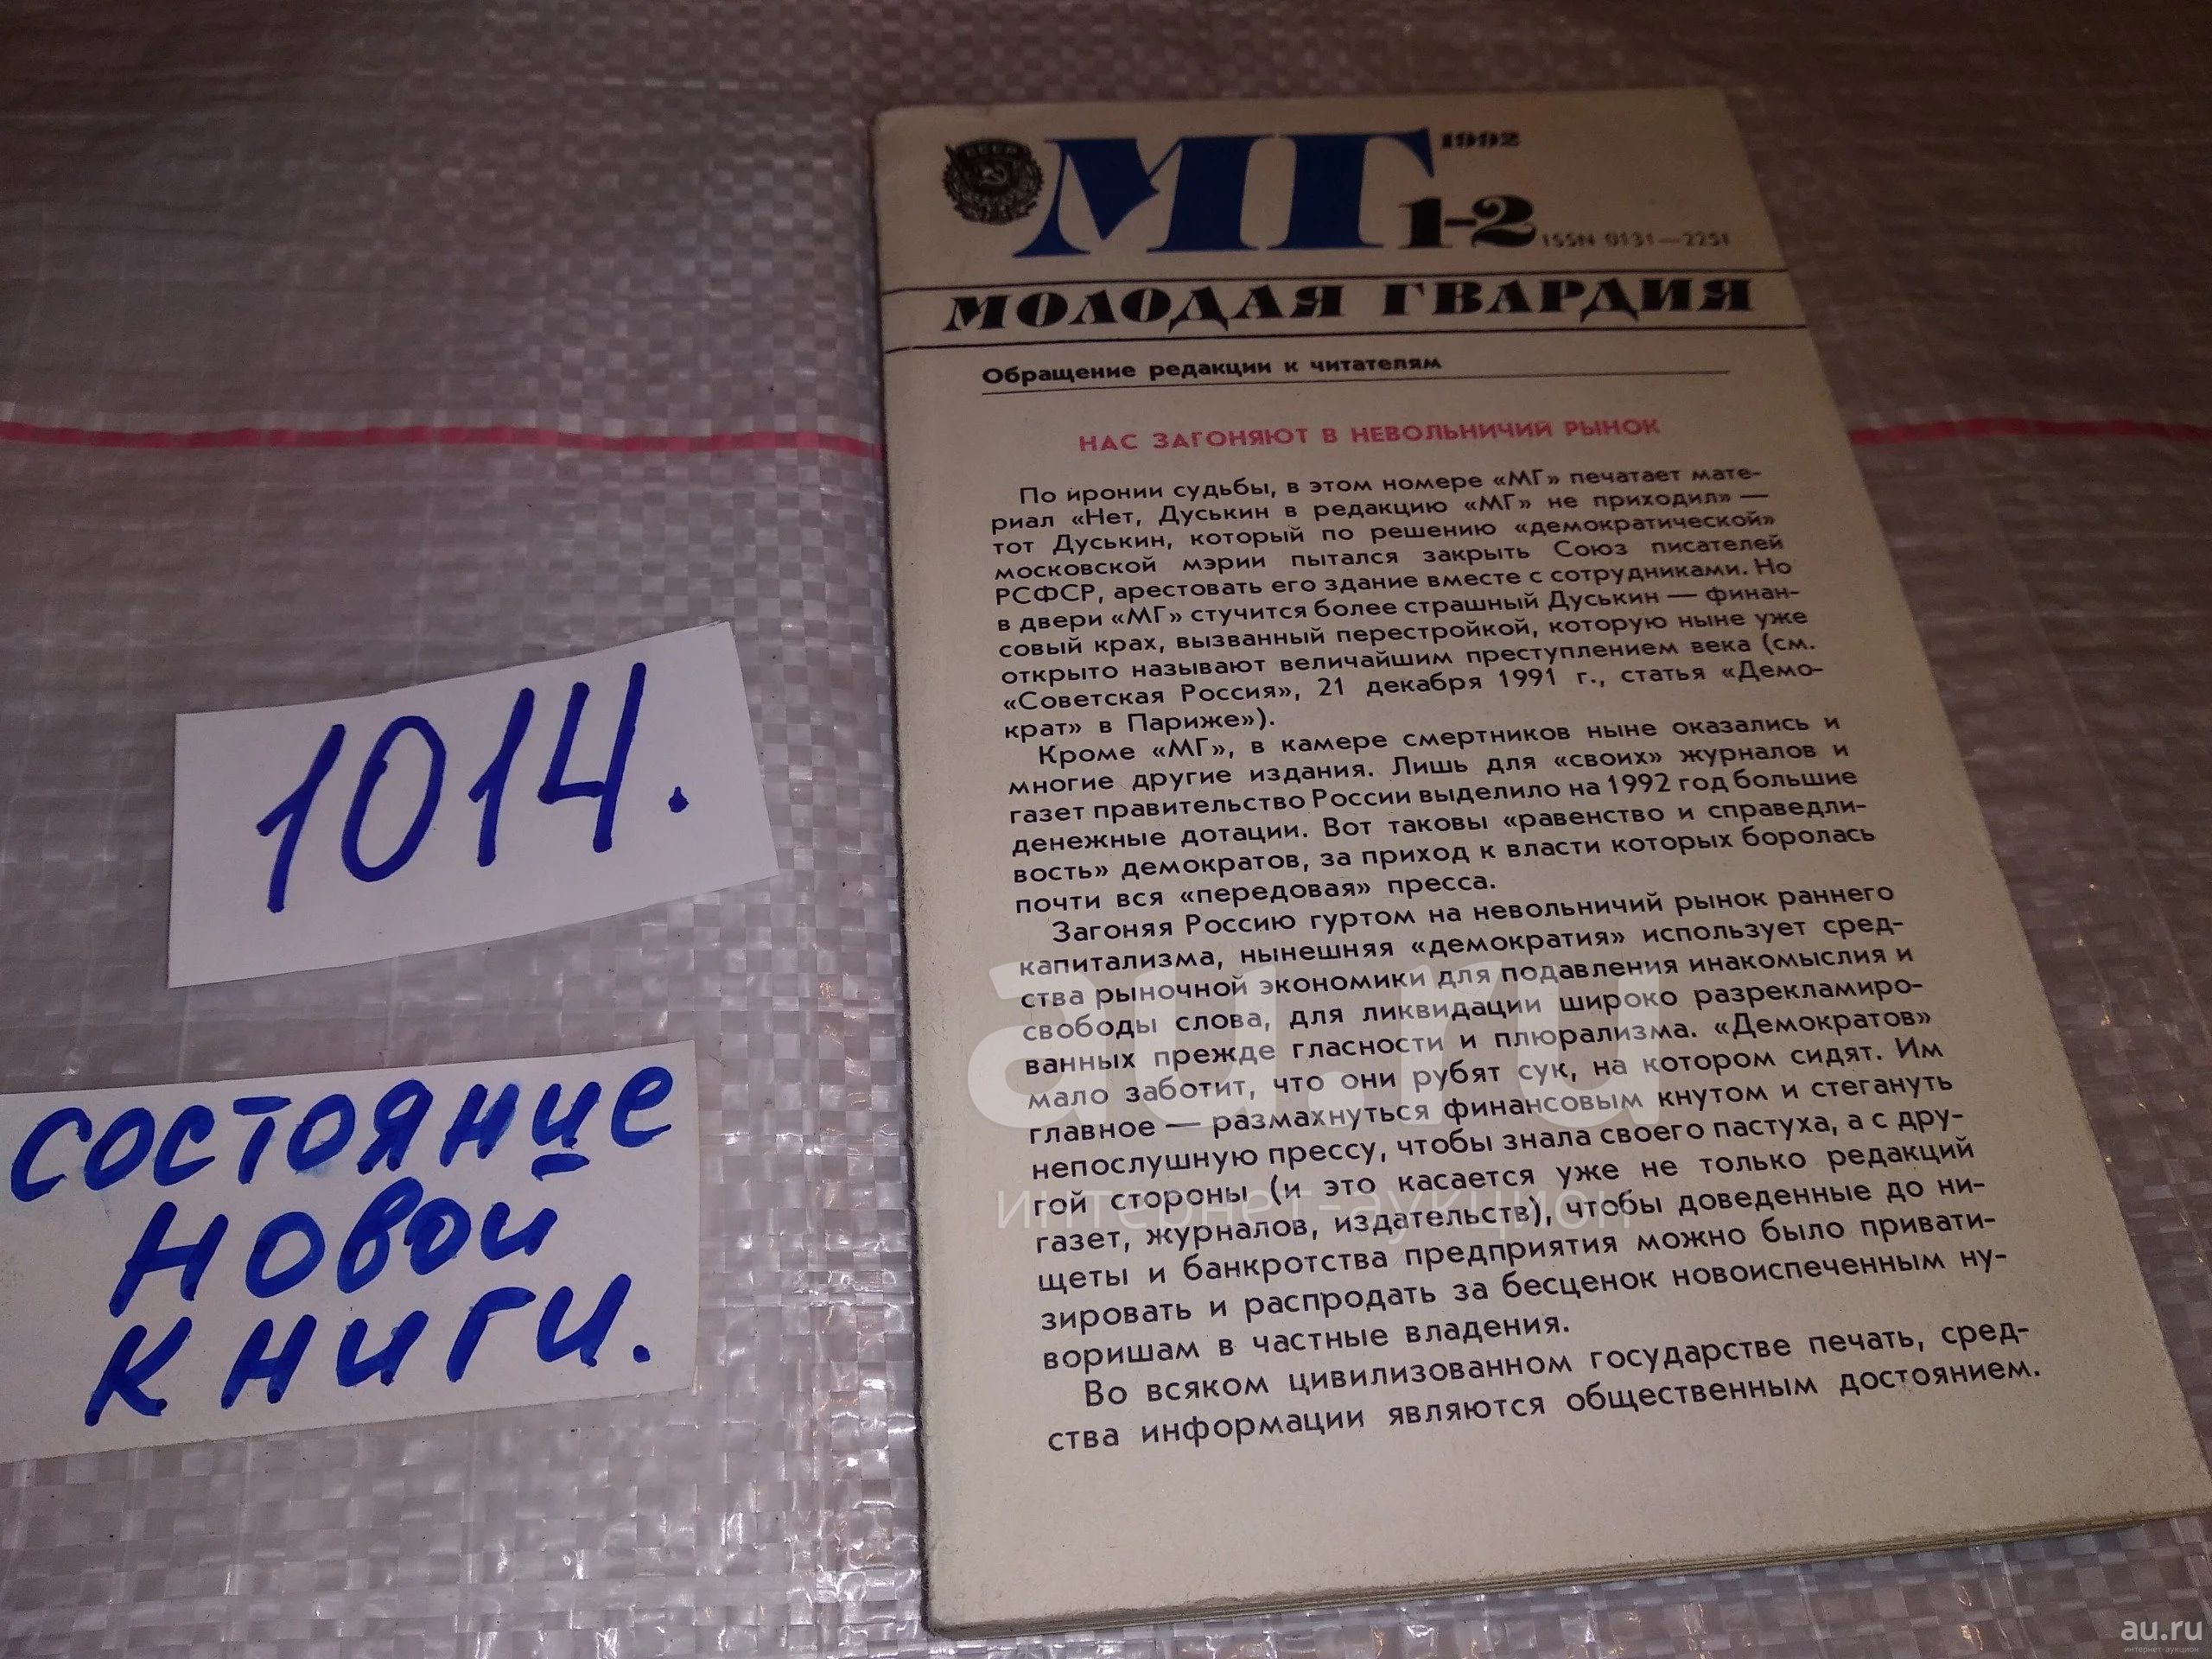 1014.
состояние
новой
книги.
СССР
МГ
1992
1-2
ISSN 0131—2251
МОЛОДАЯ ГВАРДИЯ
Обращение редакции к читателям
НАС ЗАГОНЯЮТ В НЕВОЛЬНИЧИЙ РЫНОК
По иронии судьбы, в этом номере «МГ» печатает мате-
риал «Нет, Дуськин в редакцию «МГ» не приходил» —
тот Дуськин, который по решению «демократической»
московской мэрии пытался закрыть Союз писателей
РСФСР, арестовать его здание вместе с сотрудниками. Но
в двери «МГ» стучится более страшный Дуськин — финан-
совый крах, вызванный перестройкой, которую ныне уже
открыто называют величайшим преступлением века (см.
«Советская Россия», 21 декабря 1991 г., статья «Демо-
крат» в Париже»).
Кроме «МГ», в камере смертников ныне оказались и
многие другие издания. Лишь для «своих» журналов и
газет правительство России выделило на 1992 год большие
денежные дотации. Вот таковы «равенство и справедли-
вость» демократов, за приход к власти которых боролась
почти вся «передовая» пресса.
Загоняя Россию гуртом на невольничий рынок раннего
капитализма, нынешняя «демократия» использует сред-
ства рыночной экономики для подавления инакомыслия и
свободы слова, для ликвидации широко разрекламиро-
ванных прежде гласности и плюрализма. «Демократов»
мало заботит, что они рубят сук, на котором сидят. Им
главное — размахнуться финансовым кнутом и стегануть
непослушную прессу, чтобы знала своего пастуха, а с дру-
гой стороны (и это касается уже не только редакций
газет, журналов, издательств), чтобы доведенные до ни-
щеты и банкротства предприятия можно было привати-
зировать и распродать за бесценок новоиспеченным ну-
воришам в частные владения.
Во всяком цивилизованном государстве печать, сред-
ства информации являются общественным достоянием.
au.ru
интернет-аукцион
au.ru
интернет-аукцион